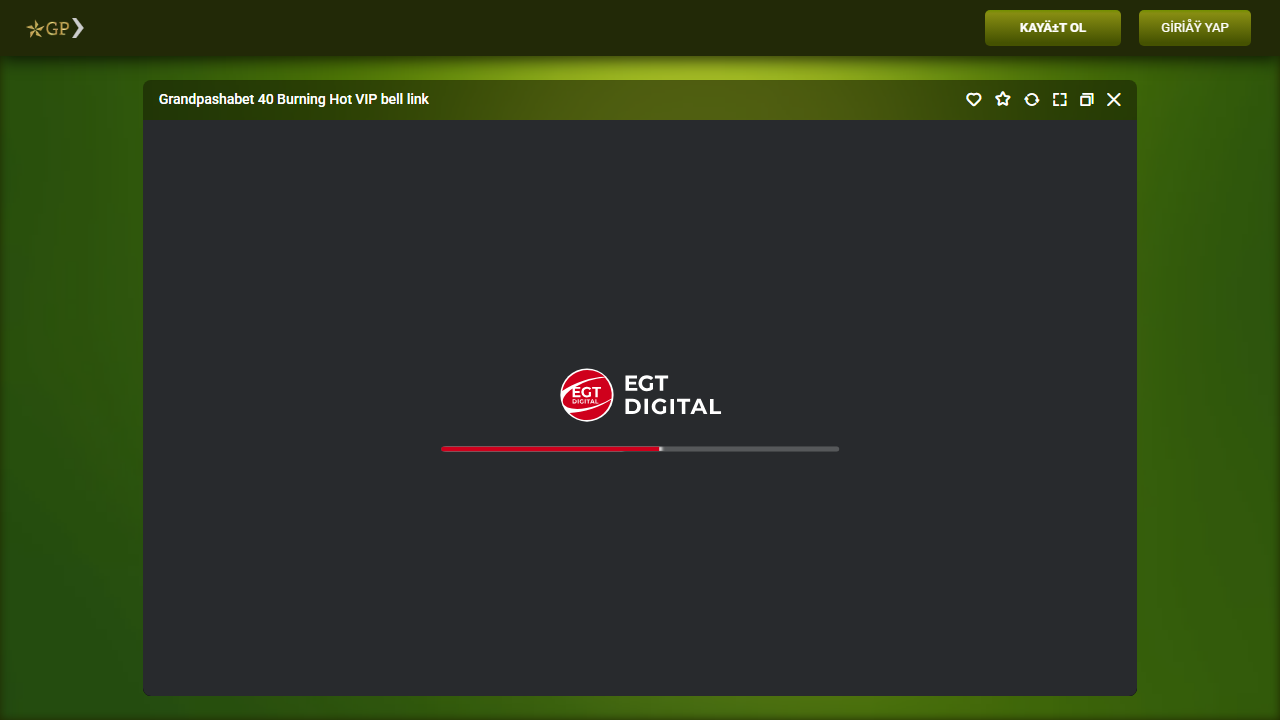 GP
KAYÄ±T OL
GİRİÅŸ YAP
Grandpashabet 40 Burning Hot VIP bell link
EGT
DIGITAL
EGT
DIGITAL